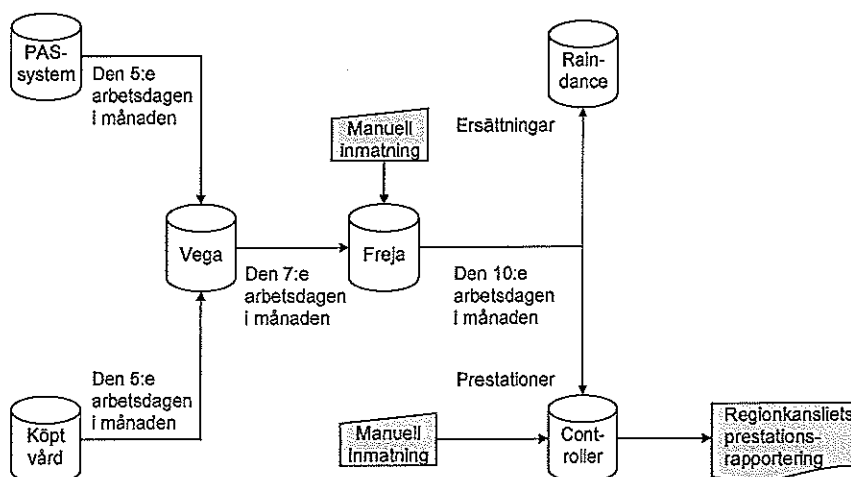 PAS-
system
Den 5:e
arbetsdagen
i månaden
Rain-
dance
Manuell
inmatning
Ersättningar
Vega
Freja
Den 7:e
arbetsdagen
i månaden
Den 10:e
arbetsdagen
i månaden
Den 5:e
arbetsdagen
i månaden
Prestationer
Köpt
vård
Manuell
inmatning
Cont-
roller
Regionkansliets
prestations-
rapportering